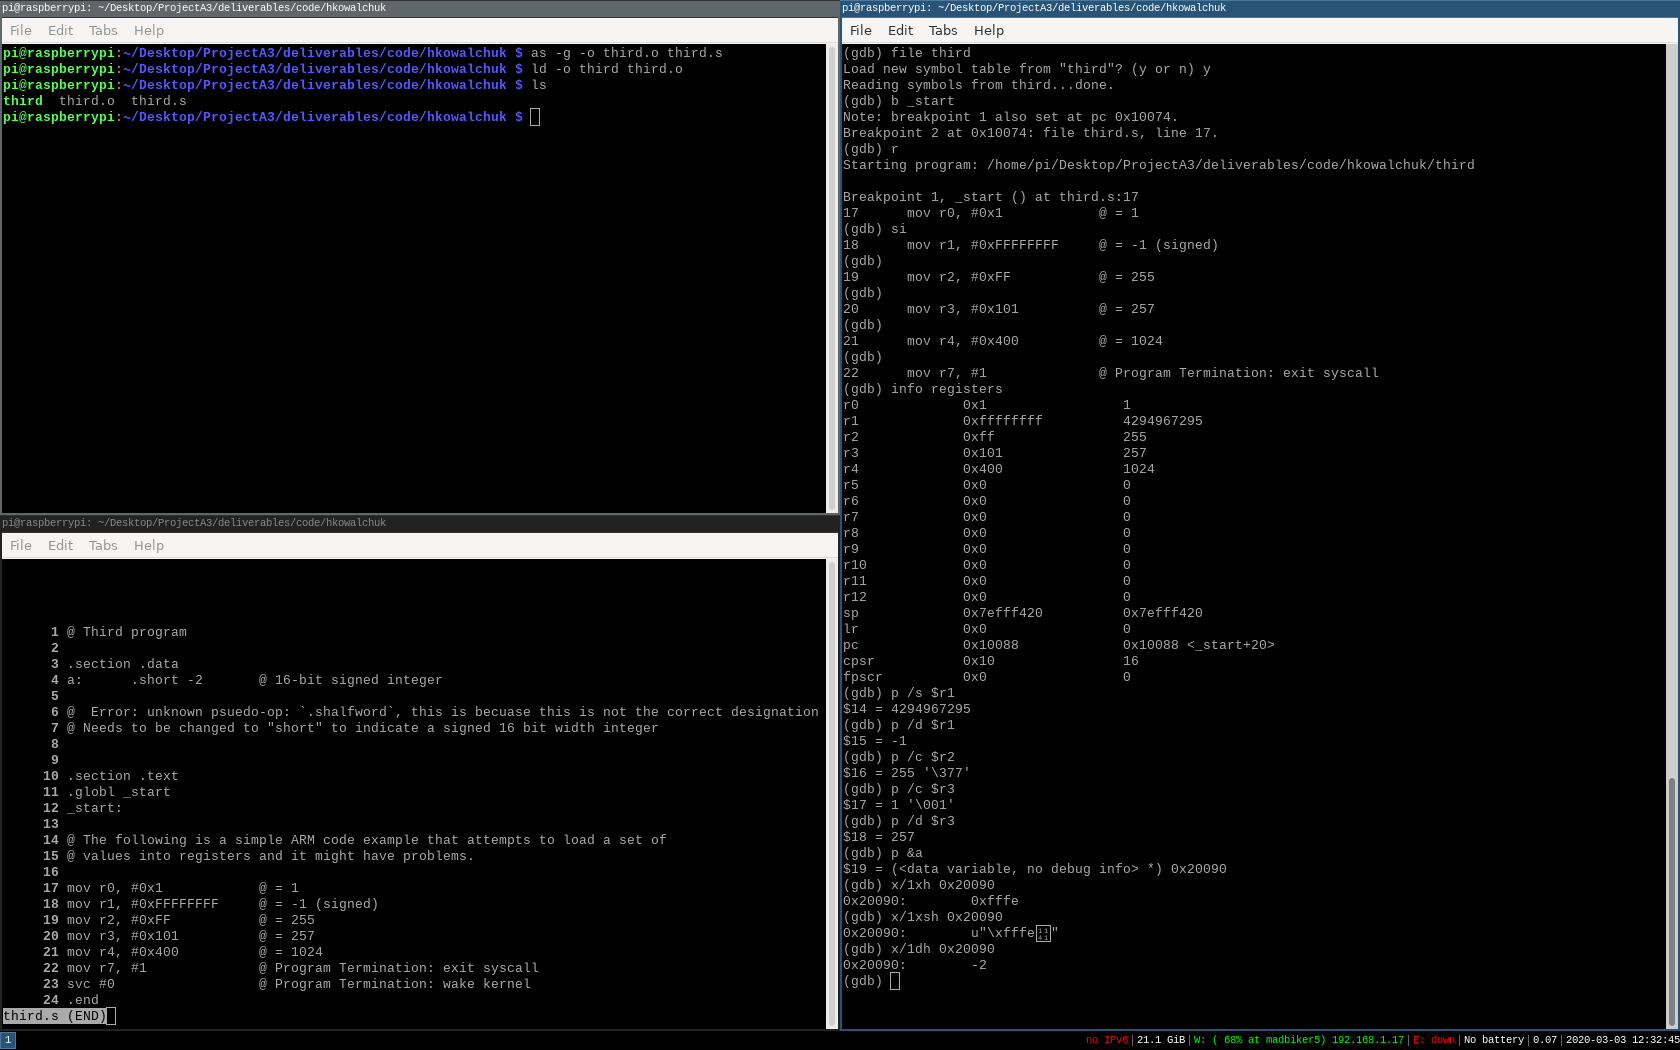 pi@raspberrypi: ~/Desktop/ProjectA3/deliverables/code/hkowalchuk
File Edit Tabs Help
pi@raspberrypi:~/Desktop/ProjectA3/deliverables/code/hkowalchuk $ as -g -o third.o third.s
pi@raspberrypi:~/Desktop/ProjectA3/deliverables/code/hkowalchuk $ ld -o third third.o
pi@raspberrypi:~/Desktop/ProjectA3/deliverables/code/hkowalchuk $ ls
third  third.o  third.s
pi@raspberrypi:~/Desktop/ProjectA3/deliverables/code/hkowalchuk $
pi@raspberrypi: ~/Desktop/ProjectA3/deliverables/code/hkowalchuk
File Edit Tabs Help
1 @ Third program
2
3 .section .data
4 a:      .short -2       @ 16-bit signed integer
5
6 @  Error: unknown psuedo-op: `.shalfword`, this is becuase this is not the correct designation
7 @ Needs to be changed to "short" to indicate a signed 16 bit width integer
8
9
10 .section .text
11 .globl _start
12 _start:
13
14 @ The following is a simple ARM code example that attempts to load a set of
15 @ values into registers and it might have problems.
16
17 mov r0, #0x1            @ = 1
18 mov r1, #0xFFFFFFFF     @ = -1 (signed)
19 mov r2, #0xFF           @ = 255
20 mov r3, #0x101          @ = 257
21 mov r4, #0x400          @ = 1024
22 mov r7, #1              @ Program Termination: exit syscall
23 svc #0                  @ Program Termination: wake kernel
24 .end
third.s (END)
pi@raspberrypi: ~/Desktop/ProjectA3/deliverables/code/hkowalchuk
File Edit Tabs Help
(gdb) file third
Load new symbol table from "third"? (y or n) y
Reading symbols from third...done.
(gdb) b _start
Note: breakpoint 1 also set at pc 0x10074.
Breakpoint 2 at 0x10074: file third.s, line 17.
(gdb) r
Starting program: /home/pi/Desktop/ProjectA3/deliverables/code/hkowalchuk/third
Breakpoint 1, _start () at third.s:17
17      mov r0, #0x1            @ = 1
(gdb) si
18      mov r1, #0xFFFFFFFF     @ = -1 (signed)
(gdb)
19      mov r2, #0xFF           @ = 255
(gdb)
20      mov r3, #0x101          @ = 257
(gdb)
21      mov r4, #0x400          @ = 1024
(gdb)
22      mov r7, #1              @ Program Termination: exit syscall
(gdb) info registers
r0             0x1                 1
r1             0xffffffff          4294967295
r2             0xff                255
r3             0x101               257
r4             0x400               1024
r5             0x0                 0
r6             0x0                 0
r7             0x0                 0
r8             0x0                 0
r9             0x0                 0
r10            0x0                 0
r11            0x0                 0
r12            0x0                 0
sp             0x7efff420          0x7efff420
lr             0x0                 0
pc             0x10088             0x10088 <_start+20>
cpsr           0x10                16
fpscr          0x0                 0
(gdb) p /s $r1
$14 = 4294967295
(gdb) p /d $r1
$15 = -1
(gdb) p /c $r2
$16 = 255 '\377'
(gdb) p /c $r3
$17 = 1 '\001'
(gdb) p /d $r3
$18 = 257
(gdb) p &a
$19 = (<data variable, no debug info> *) 0x20090
(gdb) x/1xh 0x20090
0x20090:        0xfffe
(gdb) x/1xsh 0x20090
0x20090:        u"\xfffe"
(gdb) x/1dh 0x20090
0x20090:        -2
(gdb)
1
no IPv6|21.1 GiB|W: ( 68% at madbiker5) 192.168.1.17|E: down|No battery|0.07|2020-03-03 12:32:45